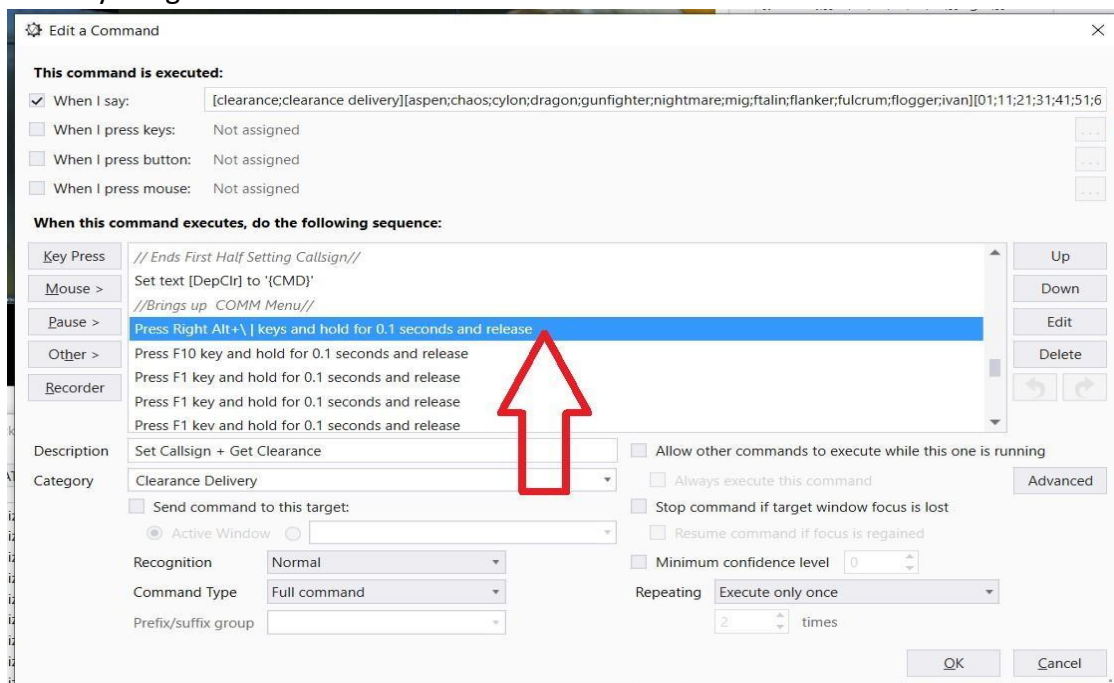 Edit a Command
This command is executed:
When I say: [clearance;clearance delivery][aspen;chaos;cylon;dragon;gunfighter;nightmare;mig;ftalin;flanker;fulcrum;flogger;ivan][01;11;21;31;41;51;6
When I press keys: Not assigned ...
When I press button: Not assigned ...
When I press mouse: Not assigned ...
When this command executes, do the following sequence:
Key Press // Ends First Half Setting Callsign// Up
Mouse > Set text [DepClr] to '{CMD}' Down
//Brings up COMM Menu//
Pause > Press Right Alt+\ | keys and hold for 0.1 seconds and release Edit
Other > Press F10 key and hold for 0.1 seconds and release Delete
Recorder Press F1 key and hold for 0.1 seconds and release
Press F1 key and hold for 0.1 seconds and release
Press F1 key and hold for 0.1 seconds and release
Description Set Callsign + Get Clearance Allow other commands to execute while this one is running
Category Clearance Delivery Always execute this command Advanced
Send command to this target: Stop command if target window focus is lost
Active Window Resume command if focus is regained
Recognition Normal Minimum confidence level 0
Command Type Full command Repeating Execute only once
Prefix/suffix group 2 times
OK Cancel